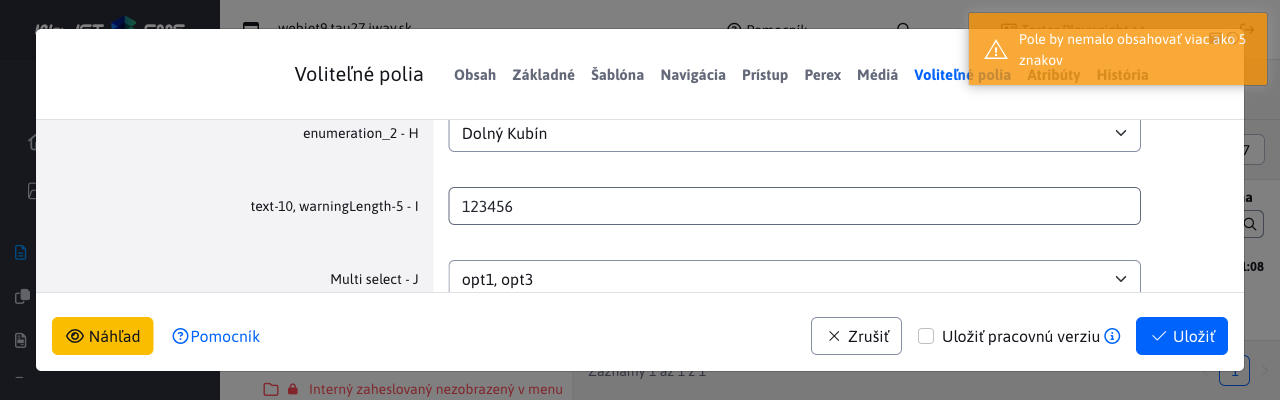 webjet9.tau27.iway.sk
Pomocník
Pole by nemalo obsahovať viac ako 5
znakov
Voliteľné polia
Obsah Základné Šablóna Navigácia Prístup Perex Médiá Voliteľné polia Atribúty História
enumeration_2 - H
Dolný Kubín
text-10, warningLength-5 - I
123456
Multi select - J
opt1, opt3
Náhľad
Pomocník
Zrušiť
Uložiť pracovnú verziu
Uložiť
Záznamy 1 až 1 z 1
1
Interný zaheslovaný nezobrazený v menu